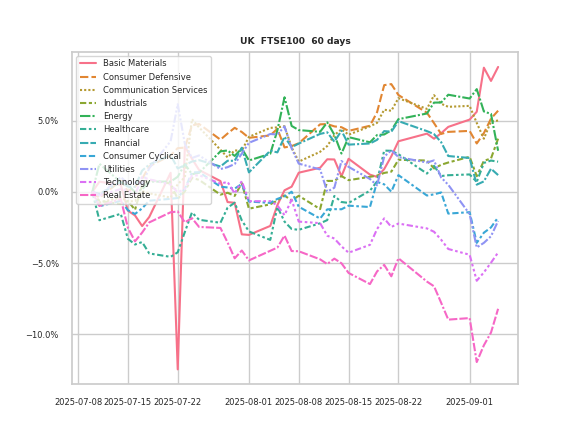 UK  FTSE100  60 days
Basic Materials
Consumer Defensive
Communication Services
Industrials
Energy
Healthcare
Financial
Consumer Cyclical
Utilities
Technology
Real Estate
5.0%
0.0%
−5.0%
−10.0%
2025-07-08 2025-07-15 2025-07-22 2025-08-01 2025-08-08 2025-08-15 2025-08-22 2025-09-01